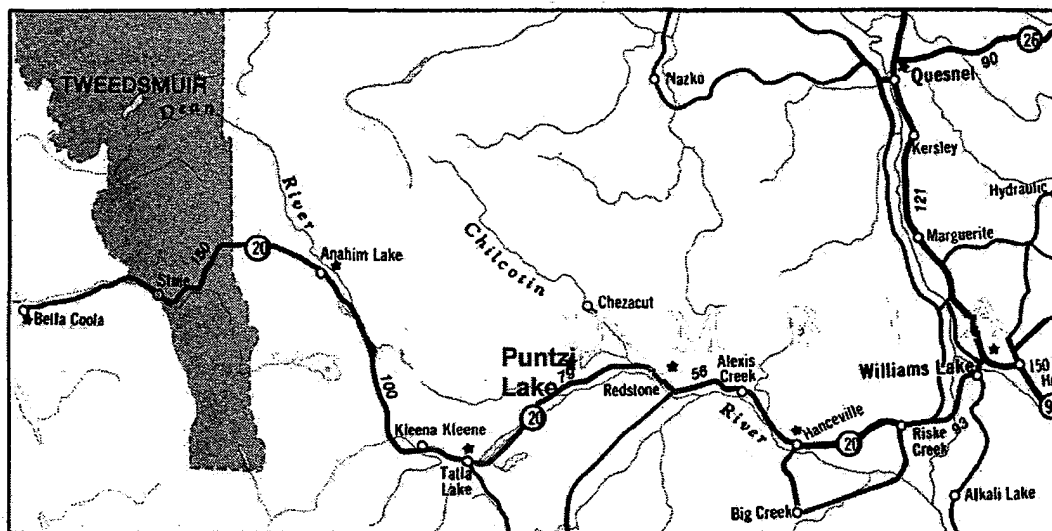 26
90
Quesnel
Nazko
TWEEDSMUIR
Dean
Kersley
River
121
Hydraulic
Chilcotin
Marguerite
150
20
Anahim Lake
Chezacut
Bella Coola
Puntzi
Lake
79
56
Alexis
Creek
Williams Lake
150
Redstone
100
20
River
Hanceville
93
Kleena Kleene
20
Riske
Creek
Tatla
Lake
Alkali Lake
Big Creek